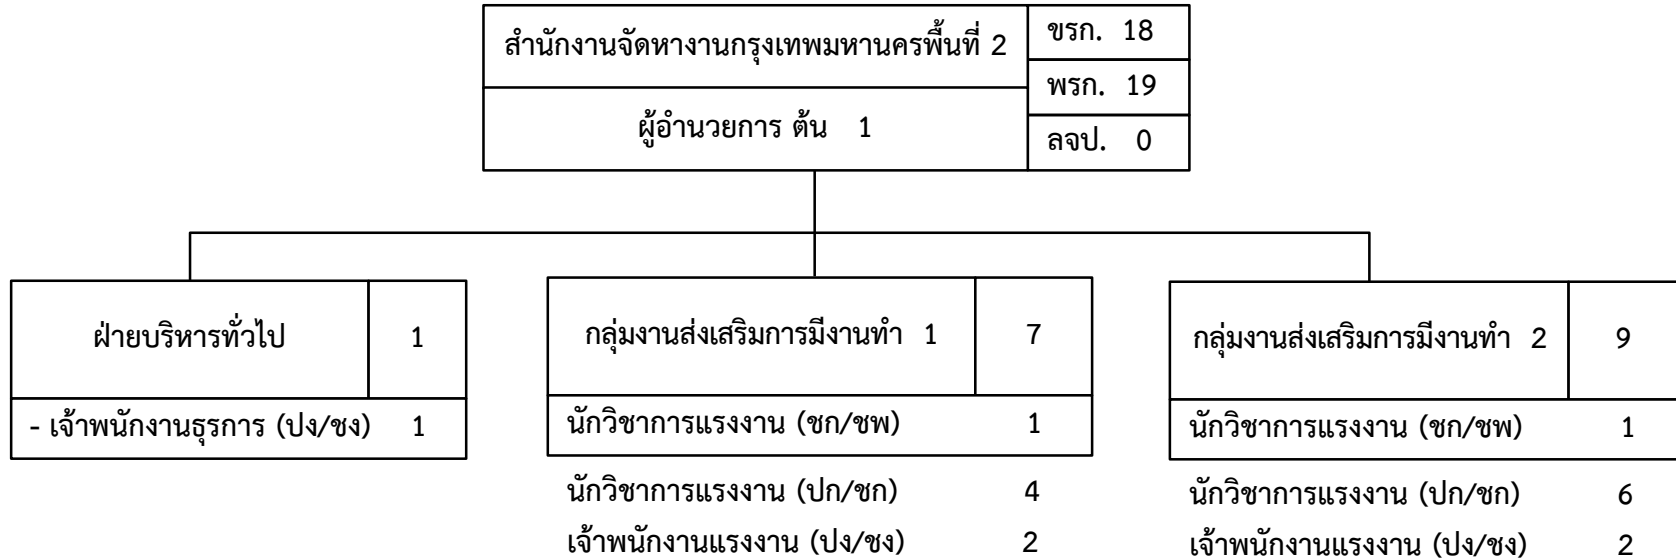 สำนักงานจัดหางานกรุงเทพมหานครพื้นที่ 2
ขรก. 18
พรก. 19
ผู้อำนวยการ ต้น 1
ลจป. 0
ฝ่ายบริหารทั่วไป 1
- เจ้าพนักงานธุรการ (ปง/ชง) 1
กลุ่มงานส่งเสริมการมีงานทำ 1 7
นักวิชาการแรงงาน (ชก/ชพ) 1
นักวิชาการแรงงาน (ปก/ชก) 4
เจ้าพนักงานแรงงาน (ปง/ชง) 2
กลุ่มงานส่งเสริมการมีงานทำ 2 9
นักวิชาการแรงงาน (ชก/ชพ) 1
นักวิชาการแรงงาน (ปก/ชก) 6
เจ้าพนักงานแรงงาน (ปง/ชง) 2